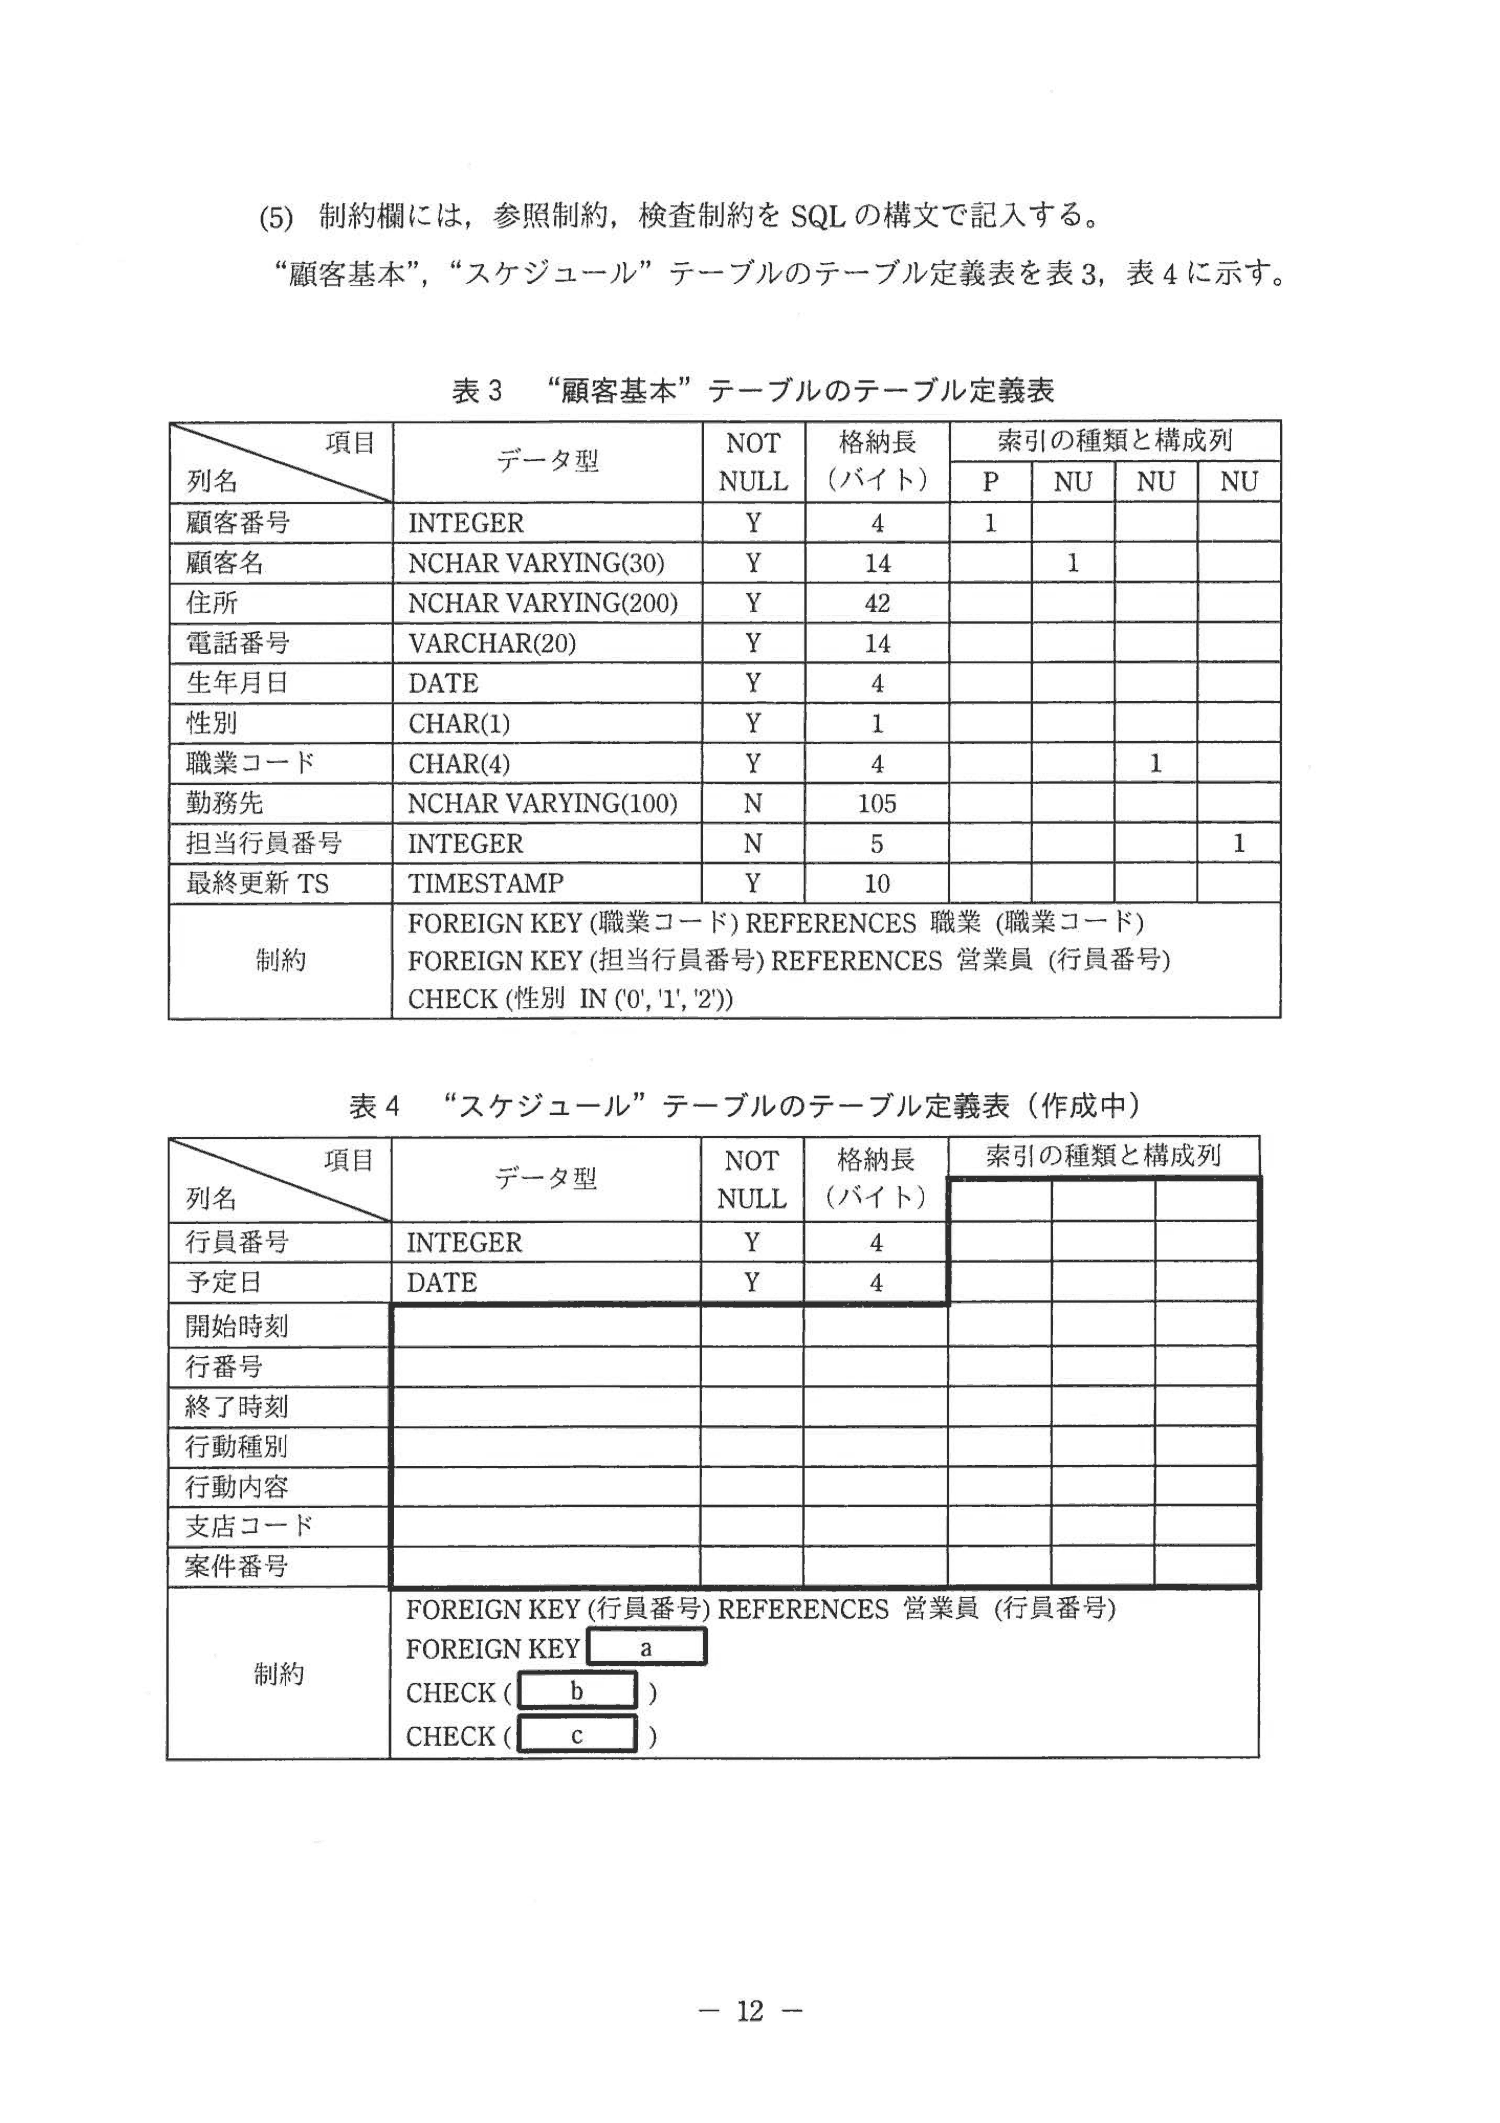 (5) 制約欄には，参照制約，検査制約を SQL の構文で記入する。
“顧客基本”，“スケジュール” テーブルのテーブル定義表を表 3，表 4 に示す。
表 3 “顧客基本” テーブルのテーブル定義表
項目 列名 データ型 NOT NULL 格納長（バイト） 索引の種類と構成列
P NU NU NU
顧客番号 INTEGER Y 4 1
顧客名 NCHAR VARYING(30) Y 14 1
住所 NCHAR VARYING(200) Y 42
電話番号 VARCHAR(20) Y 14
生年月日 DATE Y 4
性別 CHAR(1) Y 1
職業コード CHAR(4) Y 4 1
勤務先 NCHAR VARYING(100) N 105
担当行員番号 INTEGER N 5 1
最終更新 TS TIMESTAMP Y 10
制約
FOREIGN KEY (職業コード) REFERENCES 職業 (職業コード)
FOREIGN KEY (担当行員番号) REFERENCES 営業員 (行員番号)
CHECK (性別 IN ('0', '1', '2'))
表 4 “スケジュール” テーブルのテーブル定義表（作成中）
項目 列名 データ型 NOT NULL 格納長（バイト） 索引の種類と構成列
行員番号 INTEGER Y 4
予定日 DATE Y 4
開始時刻
行番号
終了時刻
行動種別
行動内容
支店コード
案件番号
制約
FOREIGN KEY (行員番号) REFERENCES 営業員 (行員番号)
FOREIGN KEY a
CHECK ( b )
CHECK ( c )
－ 12 －